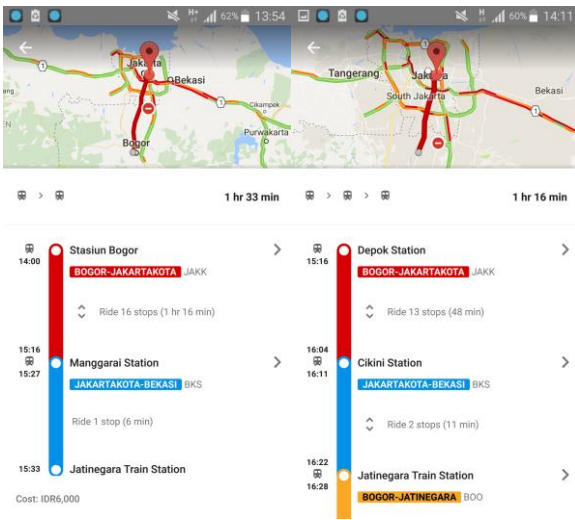 H+ 62% 13:54
Jakarta
Bekasi
Cikampek
Purwakarta
Bogor
1
1
1 hr 33 min
14:00
Stasiun Bogor
BOGOR-JAKARTAKOTA JAKK
Ride 16 stops (1 hr 16 min)
15:16
15:27
Manggarai Station
JAKARTAKOTA-BEKASI BKS
Ride 1 stop (6 min)
15:33 Jatinegara Train Station
Cost: IDR6,000
H 60% 14:11
Tangerang
Jakarta
South Jakarta
Bekasi
1
1 hr 16 min
15:16
Depok Station
BOGOR-JAKARTAKOTA JAKK
Ride 13 stops (48 min)
16:04
16:11
Cikini Station
JAKARTAKOTA-BEKASI BKS
Ride 2 stops (11 min)
16:22
16:28
Jatinegara Train Station
BOGOR-JATINEGARA BOO